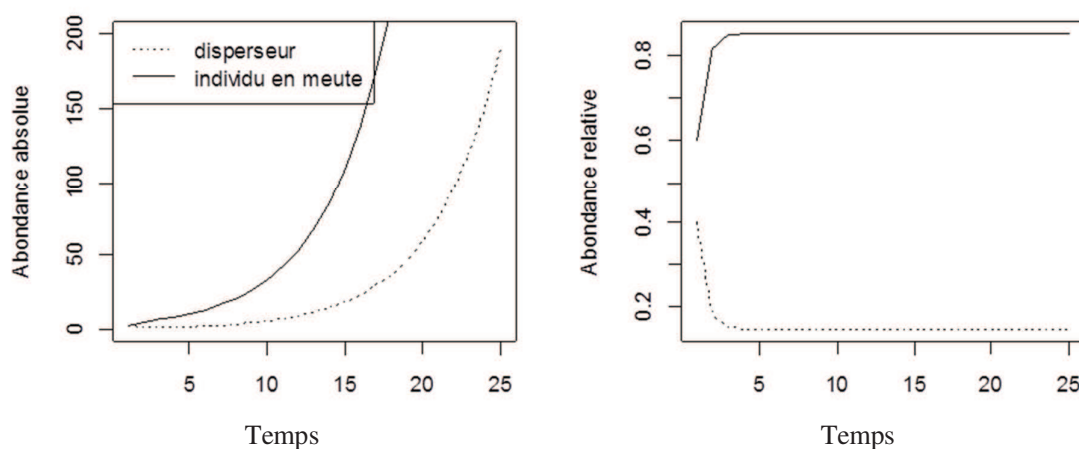 Abondance absolue
200
150
100
50
0
disperseur
individu en meute
5 10 15 20 25
Temps
Abondance relative
0.8
0.6
0.4
0.2
5 10 15 20 25
Temps